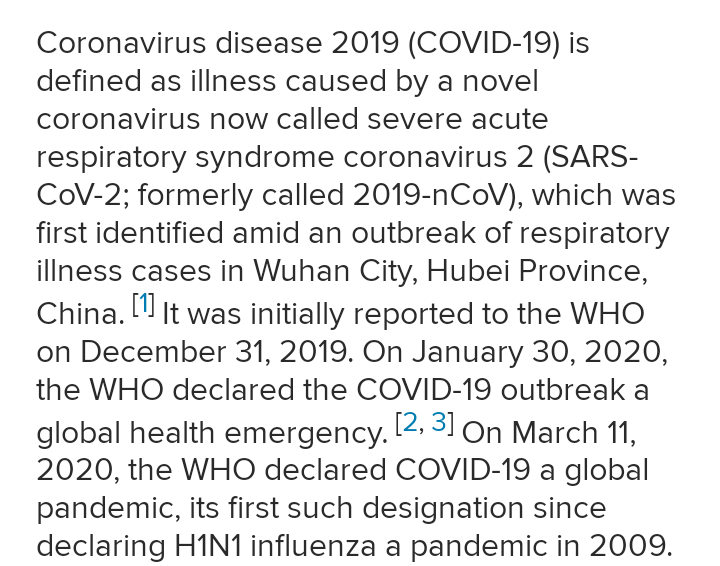 Coronavirus disease 2019 (COVID-19) is
defined as illness caused by a novel
coronavirus now called severe acute
respiratory syndrome coronavirus 2 (SARS-
CoV-2; formerly called 2019-nCoV), which was
first identified amid an outbreak of respiratory
illness cases in Wuhan City, Hubei Province,
China. [1] It was initially reported to the WHO
on December 31, 2019. On January 30, 2020,
the WHO declared the COVID-19 outbreak a
global health emergency. [2, 3] On March 11,
2020, the WHO declared COVID-19 a global
pandemic, its first such designation since
declaring H1N1 influenza a pandemic in 2009.